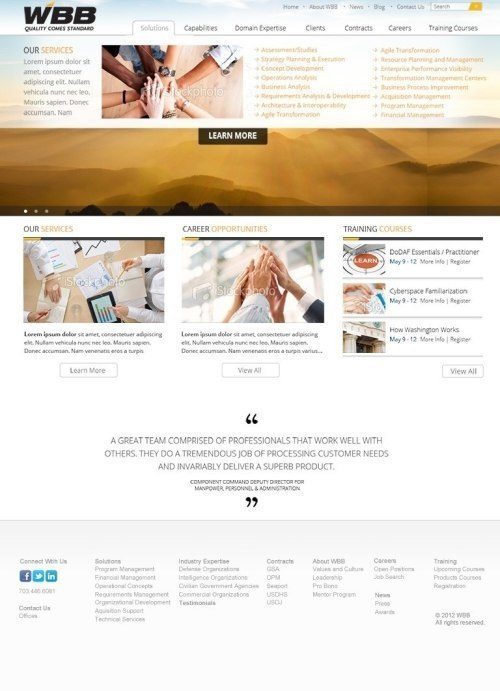 Home | About WBB | News | Blog | Contact Us
Search
WBB
QUALITY COMES STANDARD
Solutions Capabilities Domain Expertise Clients Contracts Careers Training Courses
OUR SERVICES
Lorem ipsum dolor sit
amet, consectetuer
adipiscing elit. Nullam
vehicula nunc nec leo.
Mauris sapien. Donec
accumsan. Nam
iStockphoto
Assessment/Studies
Strategy Planning & Execution
Concept Development
Operations Analysis
Business Analysis
Requirements Analysis & Development
Architecture & Interoperability
Agile Transformation
Agile Transformation
Resource Planning and Management
Enterprise Performance Visibility
Transformation Management Centers
Business Process Improvement
Acquisition Management
Program Management
Financial Management
LEARN MORE
OUR SERVICES
iStockphoto
Lorem ipsum dolor sit amet, consectetuer adipiscing
elit. Nullam vehicula nunc nec leo. Mauris sapien.
Donec accumsan. Nam venenatis eros a turpis
Learn More
CAREER OPPORTUNITIES
iStockphoto
Lorem ipsum dolor sit amet, consectetuer adipiscing
elit. Nullam vehicula nunc nec leo. Mauris sapien.
Donec accumsan. Nam venenatis eros a turpis varius...
View All
TRAINING COURSES
LEARN
DoDAF Essentials / Practitioner
May 9 - 12 More Info | Register
Cyberspace Familiarization
May 9 - 12 More Info | Register
How Washington Works
May 9 - 12 More Info | Register
View All
“
A GREAT TEAM COMPRISED OF PROFESSIONALS THAT WORK WELL WITH
OTHERS. THEY DO A TREMENDOUS JOB OF PROCESSING CUSTOMER NEEDS
AND INVARIABLY DELIVER A SUPERB PRODUCT.
COMPONENT COMMAND DEPUTY DIRECTOR FOR
MANPOWER, PERSONNEL & ADMINISTRATION
”
Connect With Us
703.448.6081
Contact Us
Offices
Solutions
Program Management
Financial Management
Operational Concepts
Requirements Management
Organizational Development
Aquisition Support
Technical Services
Industry Expertise
Defense Organizations
Intelligence Organizations
Civilian Government Agencies
Commercial Organizations
Testimonials
Contracts
GSA
OPM
Seaport
USDHS
USDJ
About WBB
Values and Culture
Leadership
Pro Bono
Mentor Program
Careers
Open Positions
Job Search
News
Press
Awards
Training
Upcoming Courses
Products Courses
Registration
© 2012 WBB
All rights reserved.